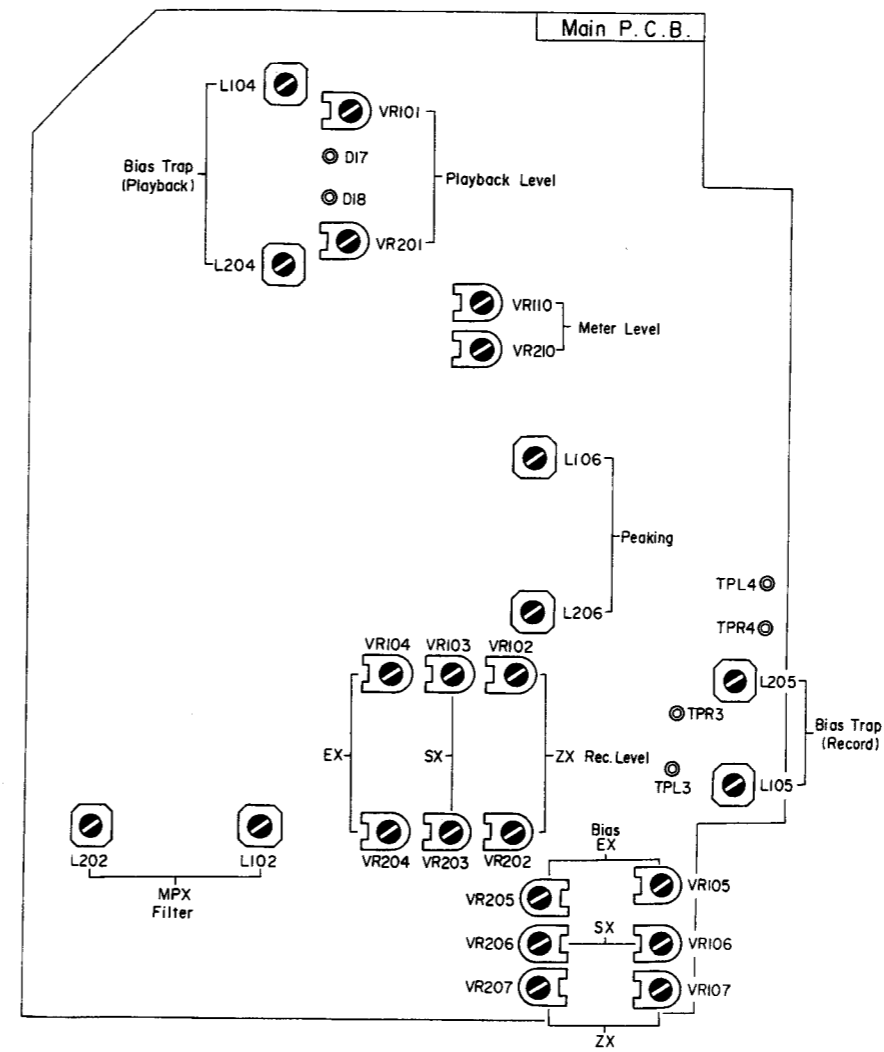 Main P.C.B.
L104
VR101
Bias Trap
(Playback)
D17
Playback Level
D18
VR201
L204
VR110
Meter Level
VR210
L106
Peaking
TPL4
L206
TPR4
VR104 VR103 VR102
L205
TPR3
Bias Trap
(Record)
EX SX ZX Rec. Level
TPL3
L105
L202 L102
MPX
Filter
VR204 VR203 VR202
Bias
EX
VR205 VR105
SX
VR206 VR106
VR207 VR107
ZX